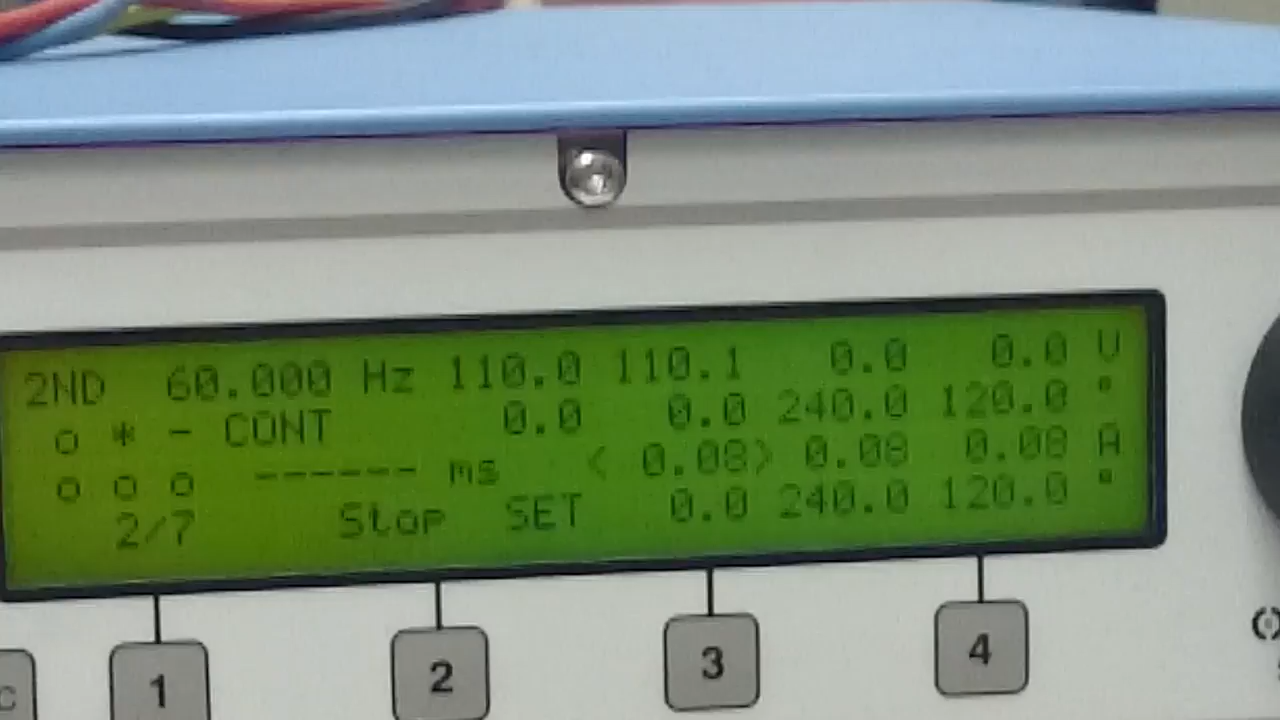 2ND 60.000 Hz 110.0 110.1 0.0 0.0 V
o * - CONT 0.0 0.0 240.0 120.0 °
o o o ------ ms < 0.08> 0.08 0.08 A
2/7 Stop SET 0.0 240.0 120.0 °
C 1 2 3 4